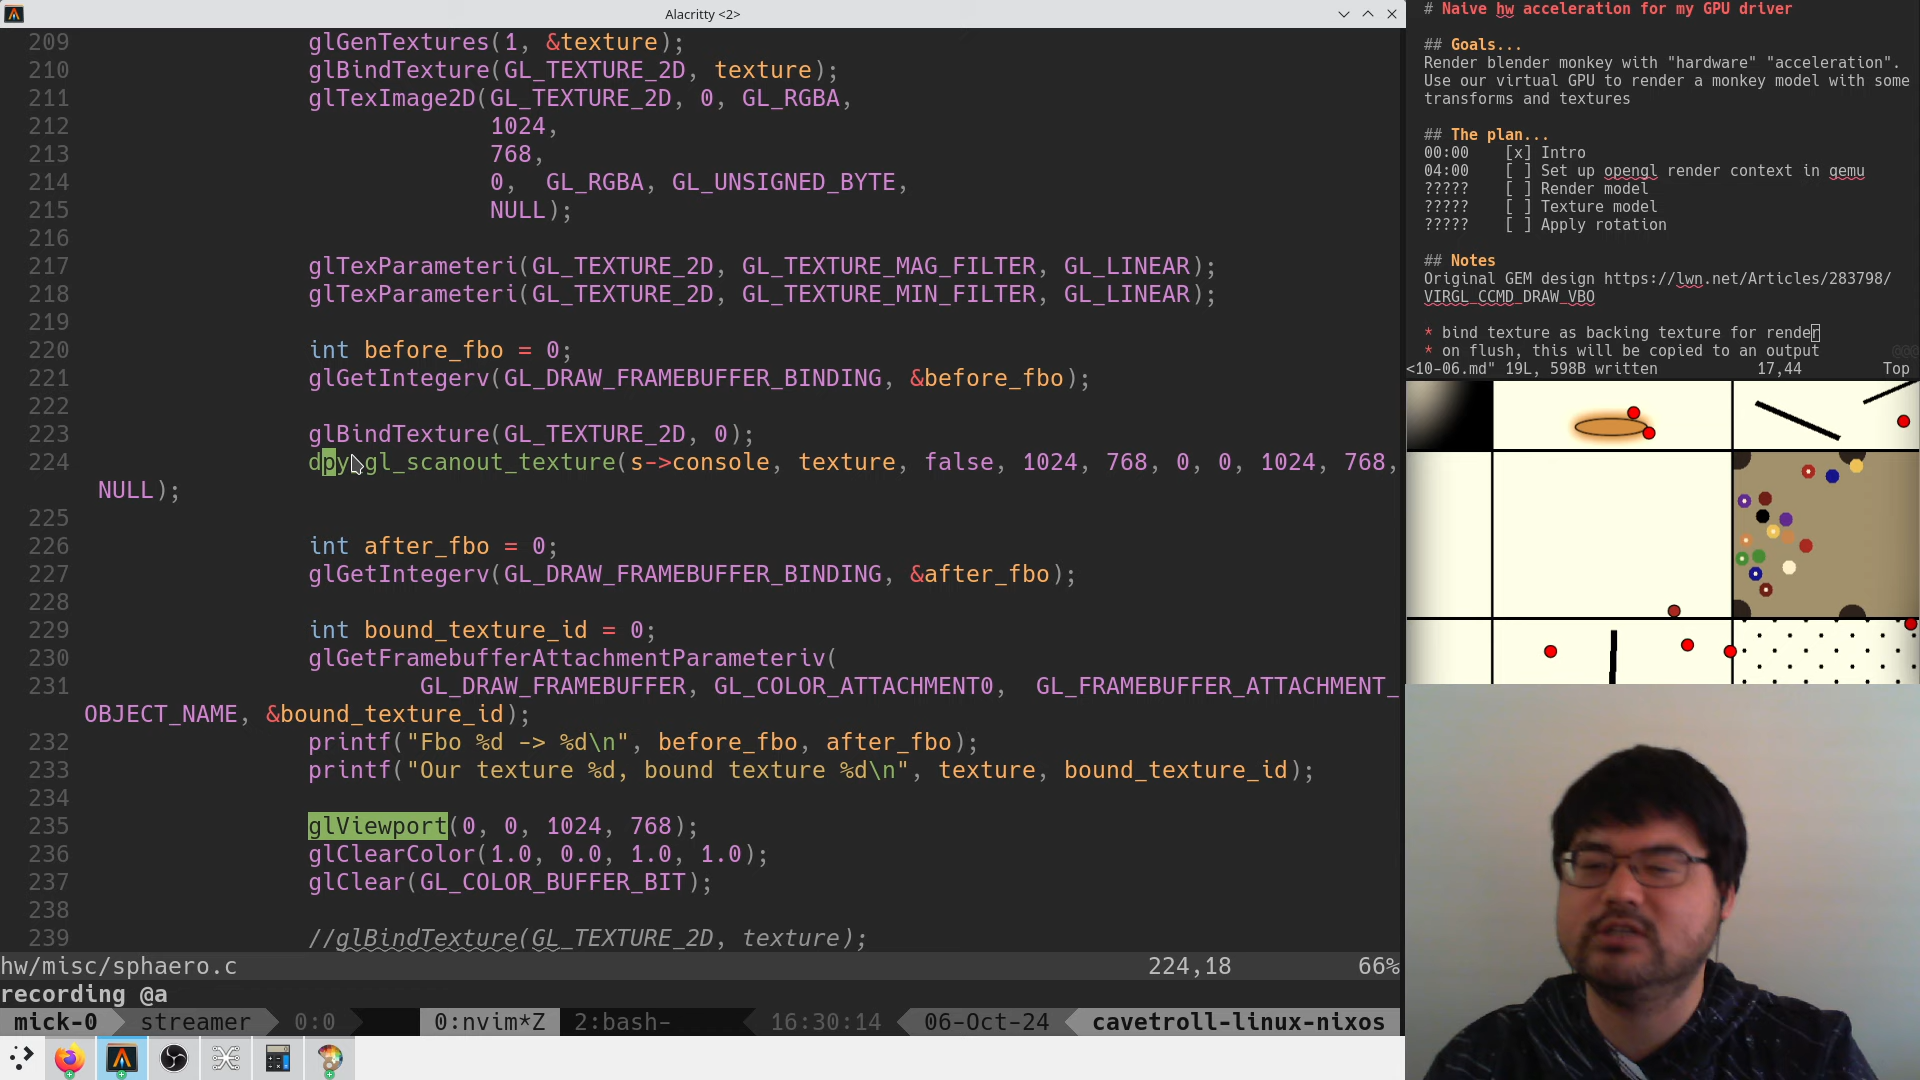 Alacritty <2>
209 glGenTextures(1, &texture);
210 glBindTexture(GL_TEXTURE_2D, texture);
211 glTexImage2D(GL_TEXTURE_2D, 0, GL_RGBA,
212 1024,
213 768,
214 0,  GL_RGBA, GL_UNSIGNED_BYTE,
215 NULL);
216
217 glTexParameteri(GL_TEXTURE_2D, GL_TEXTURE_MAG_FILTER, GL_LINEAR);
218 glTexParameteri(GL_TEXTURE_2D, GL_TEXTURE_MIN_FILTER, GL_LINEAR);
219
220 int before_fbo = 0;
221 glGetIntegerv(GL_DRAW_FRAMEBUFFER_BINDING, &before_fbo);
222
223 glBindTexture(GL_TEXTURE_2D, 0);
224 dpy_gl_scanout_texture(s->console, texture, false, 1024, 768, 0, 0, 1024, 768,
NULL);
225
226 int after_fbo = 0;
227 glGetIntegerv(GL_DRAW_FRAMEBUFFER_BINDING, &after_fbo);
228
229 int bound_texture_id = 0;
230 glGetFramebufferAttachmentParameteriv(
231 GL_DRAW_FRAMEBUFFER, GL_COLOR_ATTACHMENT0,  GL_FRAMEBUFFER_ATTACHMENT_
OBJECT_NAME, &bound_texture_id);
232 printf("Fbo %d -> %d\n", before_fbo, after_fbo);
233 printf("Our texture %d, bound texture %d\n", texture, bound_texture_id);
234
235 glViewport(0, 0, 1024, 768);
236 glClearColor(1.0, 0.0, 1.0, 1.0);
237 glClear(GL_COLOR_BUFFER_BIT);
238
239 //glBindTexture(GL_TEXTURE_2D, texture);
hw/misc/sphaero.c 224,18 66%
recording @a
mick-0 streamer 0:0 0:nvim*Z 2:bash- 16:30:14 06-Oct-24 cavetroll-linux-nixos
# Naive hw acceleration for my GPU driver
## Goals...
Render blender monkey with "hardware" "acceleration".
Use our virtual GPU to render a monkey model with some
transforms and textures
## The plan...
00:00 [x] Intro
04:00 [ ] Set up opengl render context in qemu
????? [ ] Render model
????? [ ] Texture model
????? [ ] Apply rotation
## Notes
Original GEM design https://lwn.net/Articles/283798/
VIRGL_CCMD_DRAW_VBO
* bind texture as backing texture for render
* on flush, this will be copied to an output @@@
<10-06.md" 19L, 598B written 17,44 Top